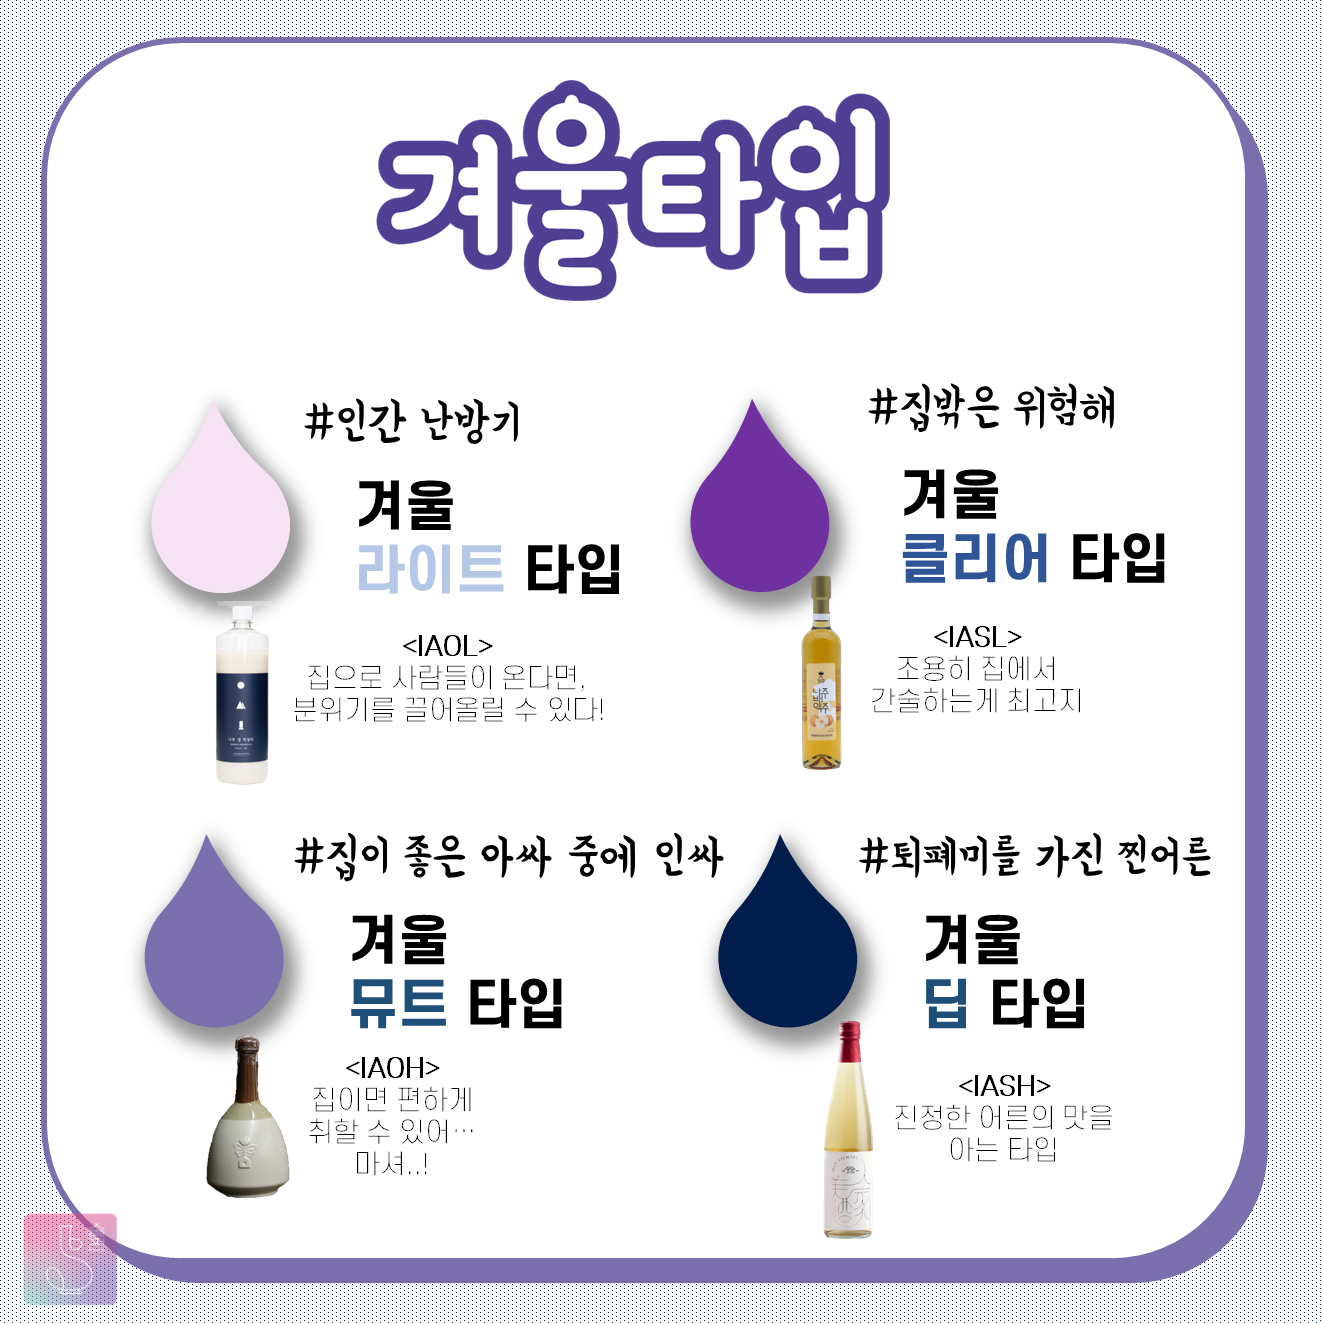 겨울타입
#인간 난방기
겨울
라이트 타입
<IAOL>
집으로 사람들이 온다면,
분위기를 끌어올릴 수 있다!
#집밖은 위험해
겨울
클리어 타입
<IASL>
조용히 집에서
간술하는게 최고지
나주
배
약주
#집이 좋은 아싸 중에 인싸
겨울
뮤트 타입
<IAOH>
집이면 편하게
취할 수 있어…
마셔..!
#퇴폐미를 가진 찐어른
겨울
딥 타입
<IASH>
진정한 어른의 맛을
아는 타입
술